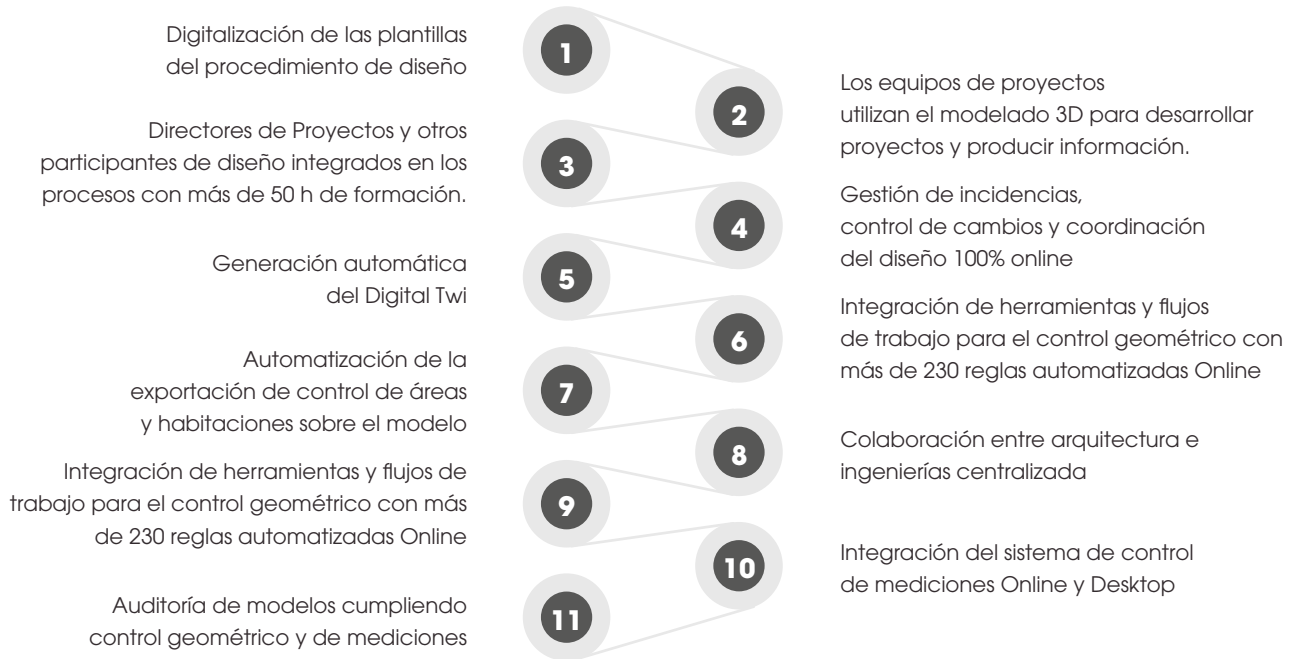 Digitalización de las plantillas
del procedimiento de diseño
1
2
Los equipos de proyectos
utilizan el modelado 3D para desarrollar
proyectos y producir información.
Directores de Proyectos y otros
participantes de diseño integrados en los
procesos con más de 50 h de formación.
3
4
Gestión de incidencias,
control de cambios y coordinación
del diseño 100% online
Generación automática
del Digital Twi
5
6
Integración de herramientas y flujos
de trabajo para el control geométrico con
más de 230 reglas automatizadas Online
Automatización de la
exportación de control de áreas
y habitaciones sobre el modelo
7
8
Colaboración entre arquitectura e
ingenierías centralizada
Integración de herramientas y flujos de
trabajo para el control geométrico con más
de 230 reglas automatizadas Online
9
10
Integración del sistema de control
de mediciones Online y Desktop
Auditoría de modelos cumpliendo
control geométrico y de mediciones
11